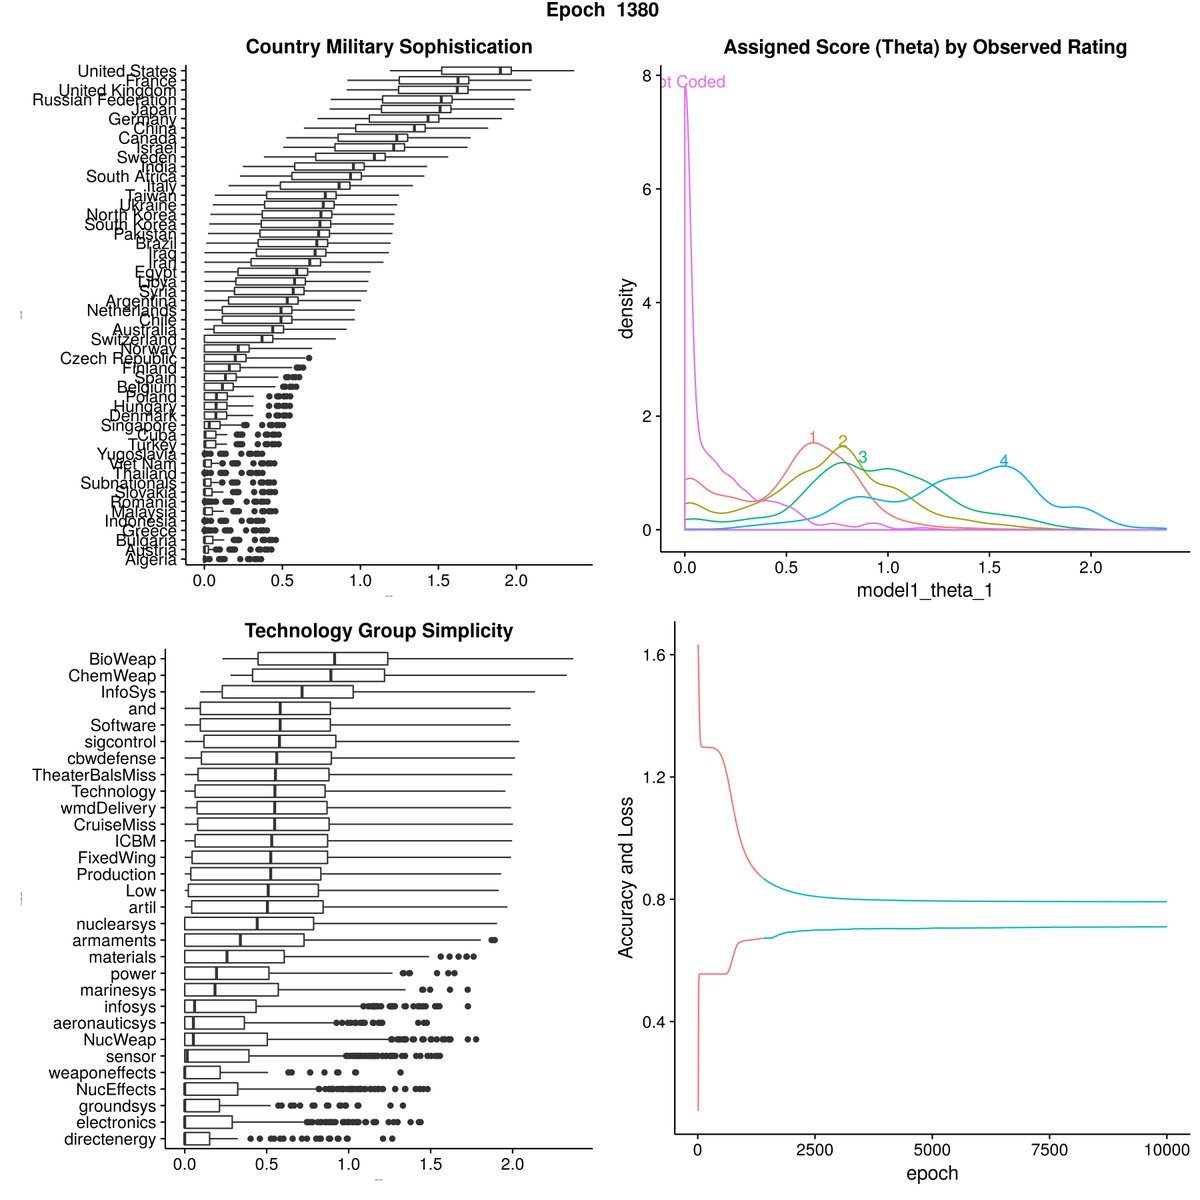 Epoch 1380
Country Military Sophistication
United States
France
United Kingdom
Russian Federation
Japan
Germany
China
Canada
Israel
Sweden
India
South Africa
Italy
Taiwan
Ukraine
North Korea
South Korea
Pakistan
Brazil
Iraq
Iran
Egypt
Libya
Syria
Argentina
Netherlands
Chile
Australia
Switzerland
Norway
Czech Republic
Finland
Spain
Belgium
Poland
Hungary
Denmark
Singapore
Cuba
Turkey
Yugoslavia
Viet Nam
Thailand
Subnationals
Slovakia
Romania
Malaysia
Indonesia
Greece
Bulgaria
Austria
Algeria
0.0 0.5 1.0 1.5 2.0
Assigned Score (Theta) by Observed Rating
8
ot Coded
6
4
2
0
density
1
2
3
4
0.0 0.5 1.0 1.5 2.0
model1_theta_1
Technology Group Simplicity
BioWeap
ChemWeap
InfoSys
and
Software
sigcontrol
cbwdefense
TheaterBalsMiss
Technology
wmdDelivery
CruiseMiss
ICBM
FixedWing
Production
Low
artil
nuclearsys
armaments
materials
power
marinesys
infosys
aeronauticsys
NucWeap
sensor
weaponeffects
NucEffects
groundsys
electronics
directenergy
0.0 0.5 1.0 1.5 2.0
1.6
1.2
0.8
0.4
Accuracy and Loss
0 2500 5000 7500 10000
epoch